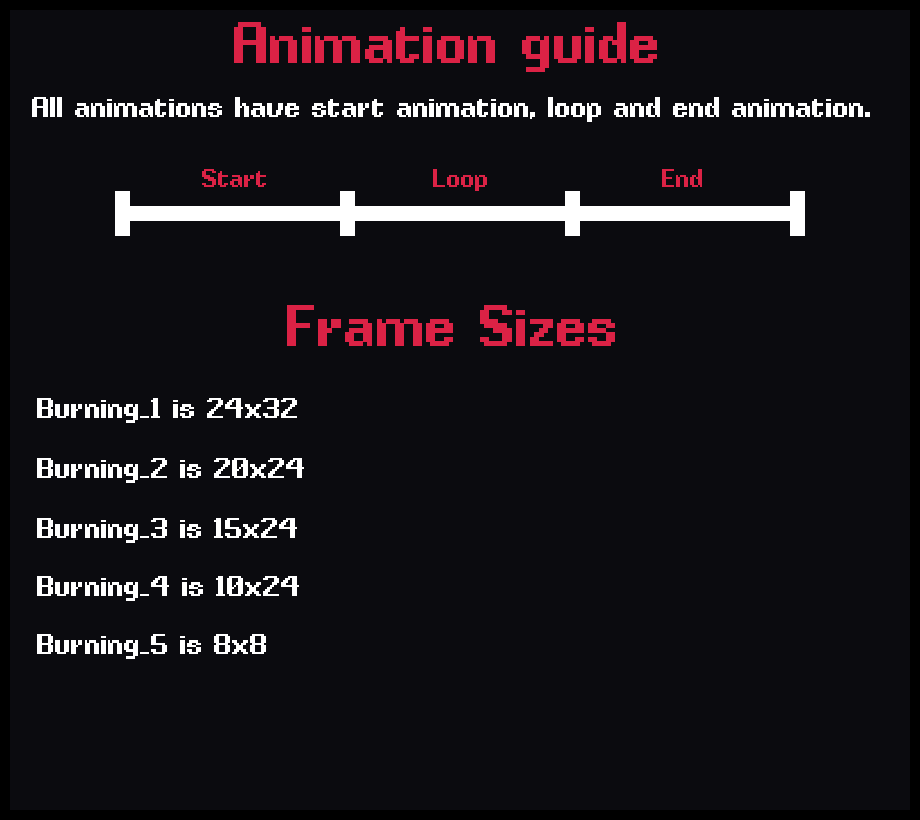 Animation guide
All animations have start animation, loop and end animation.
Start Loop End
Frame Sizes
Burning_1 is 24x32
Burning_2 is 20x24
Burning_3 is 15x24
Burning_4 is 10x24
Burning_5 is 8x8